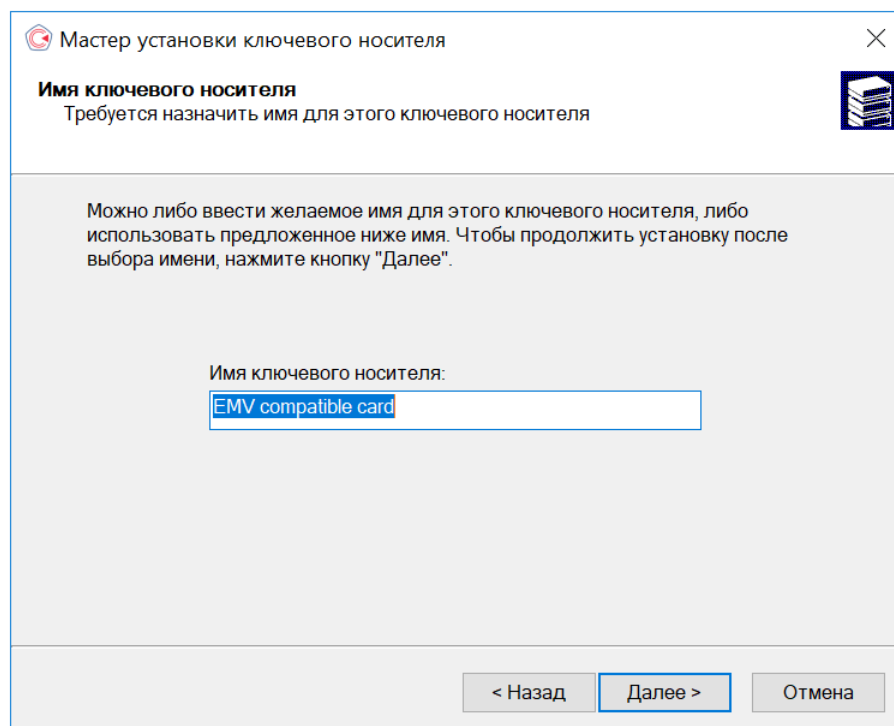 Мастер установки ключевого носителя
Имя ключевого носителя
Требуется назначить имя для этого ключевого носителя
Можно либо ввести желаемое имя для этого ключевого носителя, либо
использовать предложенное ниже имя. Чтобы продолжить установку после
выбора имени, нажмите кнопку "Далее".
Имя ключевого носителя:
EMV compatible card
< Назад
Далее >
Отмена